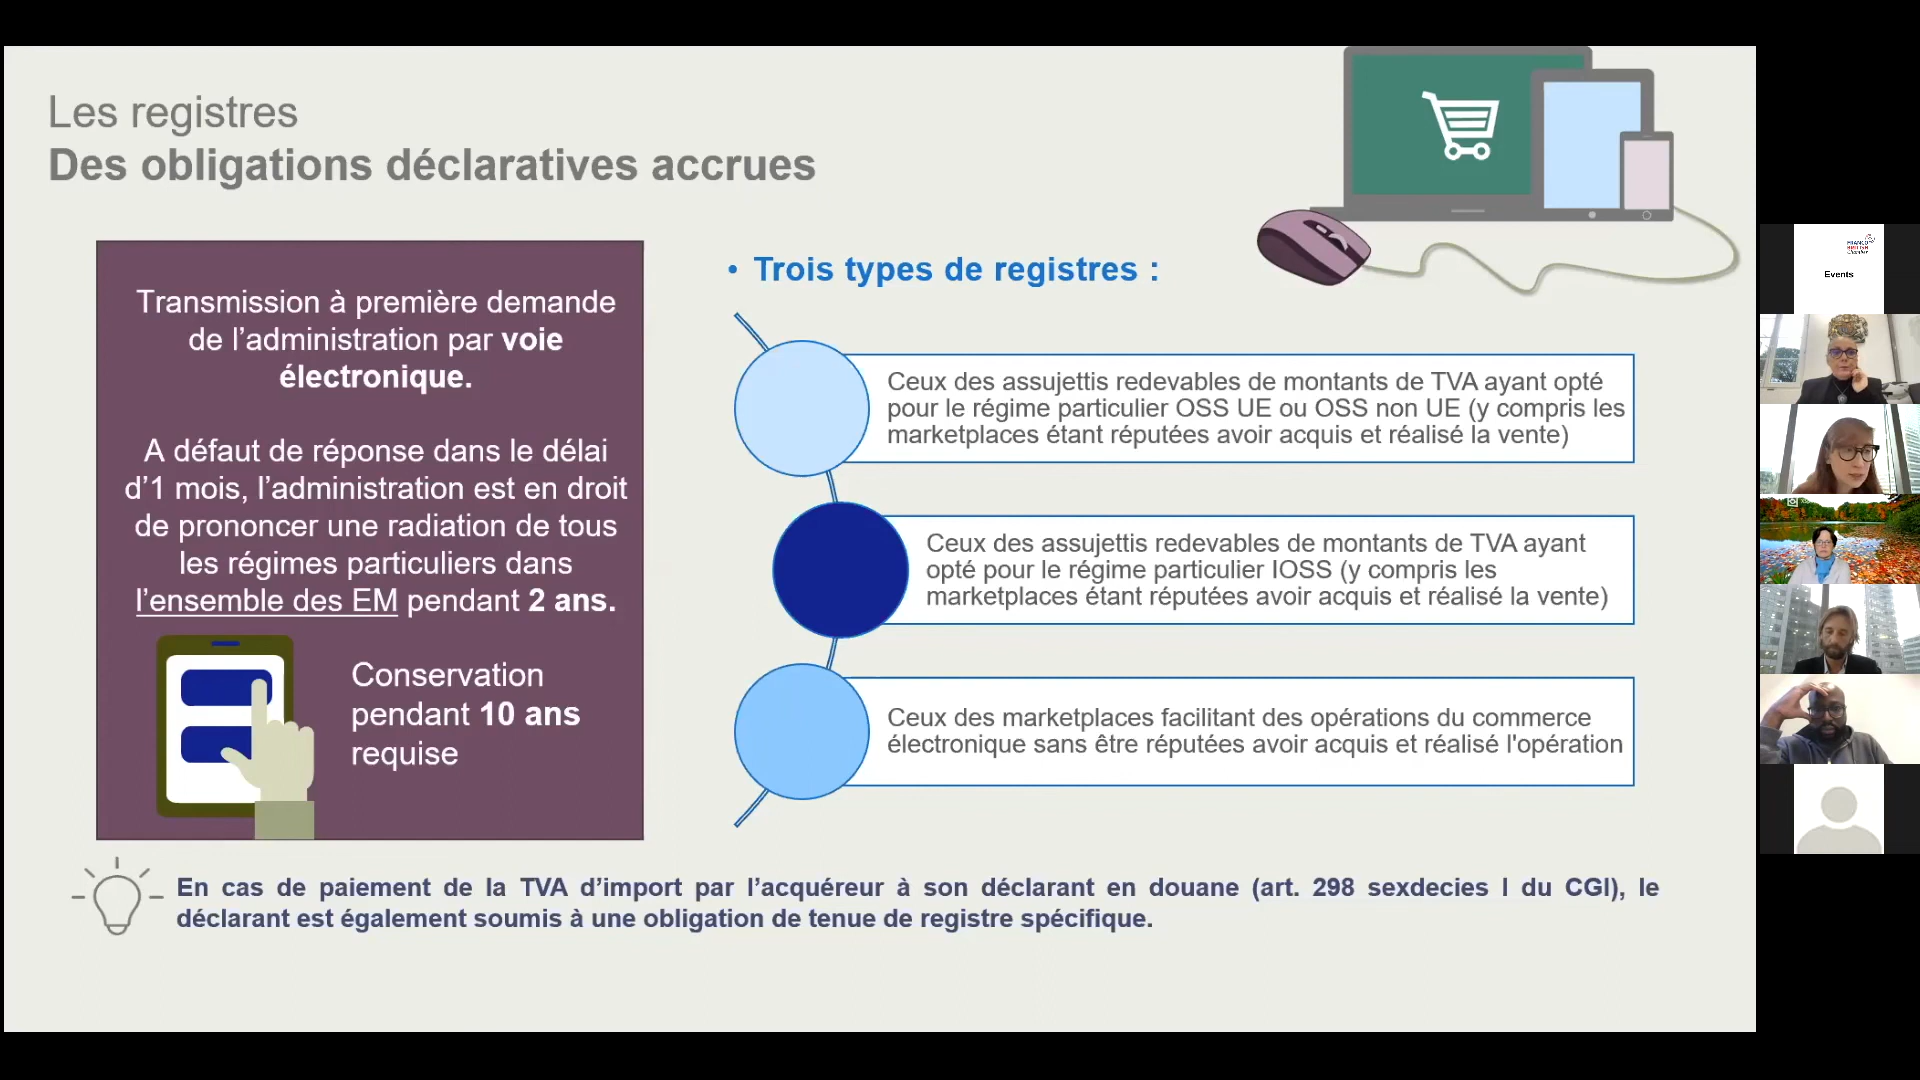 Les registres
Des obligations déclaratives accrues
Transmission à première demande
de l’administration par voie
électronique.
A défaut de réponse dans le délai
d’1 mois, l’administration est en droit
de prononcer une radiation de tous
les régimes particuliers dans
l’ensemble des EM pendant 2 ans.
Conservation
pendant 10 ans
requise
• Trois types de registres :
Ceux des assujettis redevables de montants de TVA ayant opté
pour le régime particulier OSS UE ou OSS non UE (y compris les
marketplaces étant réputées avoir acquis et réalisé la vente)
Ceux des assujettis redevables de montants de TVA ayant
opté pour le régime particulier IOSS (y compris les
marketplaces étant réputées avoir acquis et réalisé la vente)
Ceux des marketplaces facilitant des opérations du commerce
électronique sans être réputées avoir acquis et réalisé l'opération
En cas de paiement de la TVA d’import par l’acquéreur à son déclarant en douane (art. 298 sexdecies I du CGI), le
déclarant est également soumis à une obligation de tenue de registre spécifique.
Events